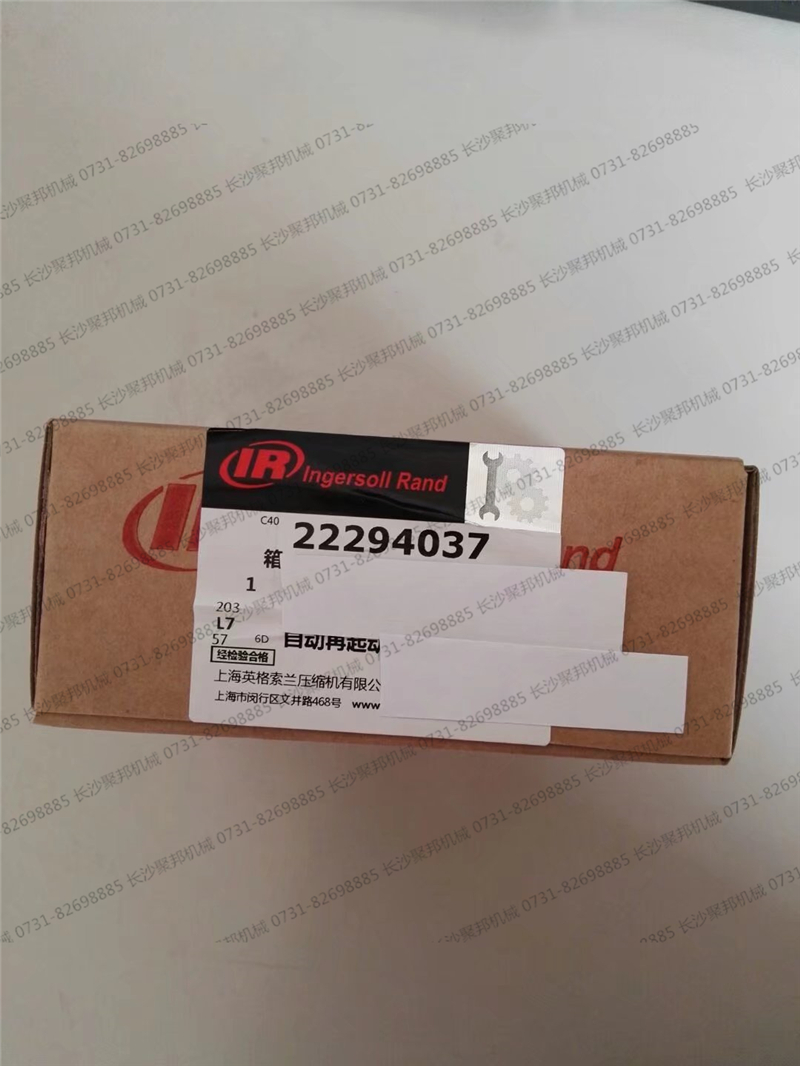 IR Ingersoll Rand
C40
22294037
箱
1
203
L7
57 6D 自动再起动
经检验合格
上海英格索兰压缩机有限公
上海市闵行区文井路468号 www
nd
长沙聚邦机械 0731-82698885